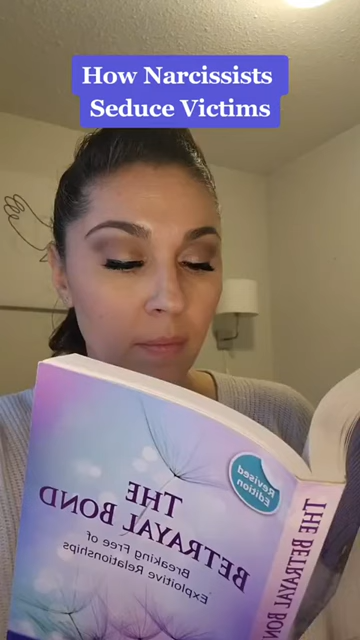 How Narcissists
Seduce Victims
Revised
Edition
THE
BETRAYAL BOND
Breaking Free of
Exploitive Relationships
THE BETRAYAL BOND